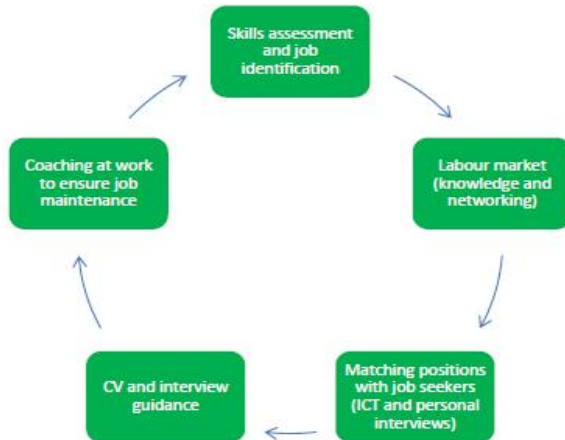 Skills assessment
and job
identification
Labour market
(knowledge and
networking)
Matching positions
with job seekers
(ICT and personal
interviews)
CV and interview
guidance
Coaching at work
to ensure job
maintenance